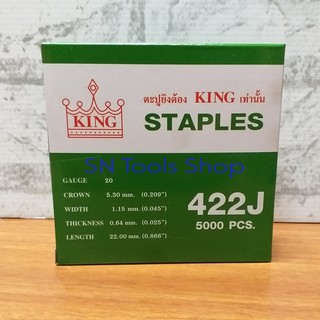 KING
ตะปูยิงต้อง KING เท่านั้น
STAPLES
SN Tools Shop
GAUGE 20
CROWN 5.30 mm. (0.209")
WIDTH 1.15 mm. (0.045")
THICKNESS 0.64 mm. (0.025")
LENGTH 22.00 mm. (0.866")
422J
5000 PCS.